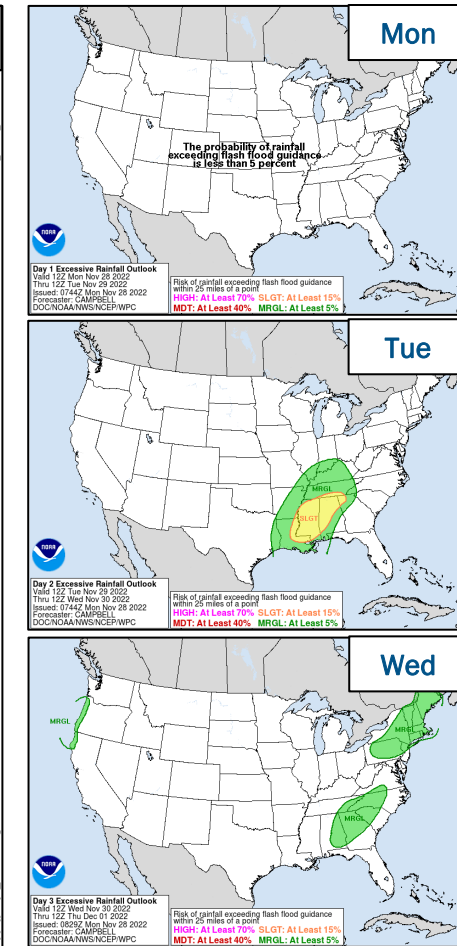 Mon
The probability of rainfall
exceeding flash flood guidance
is less than 5 percent
NOAA
Day 1 Excessive Rainfall Outlook
Valid 12Z Mon Nov 28 2022
Thru 12Z Tue Nov 29 2022
Issued: 0744Z Mon Nov 28 2022
Forecaster: CAMPBELL
DOC/NOAA/NWS/NCEP/WPC
Risk of rainfall exceeding flash flood guidance
within 25 miles of a point
HIGH: At Least 70% SLGT: At Least 15%
MDT: At Least 40% MRGL: At Least 5%
Tue
MRGL
SLGT
NOAA
Day 2 Excessive Rainfall Outlook
Valid 12Z Tue Nov 29 2022
Thru 12Z Wed Nov 30 2022
Issued: 0744Z Mon Nov 28 2022
Forecaster: CAMPBELL
DOC/NOAA/NWS/NCEP/WPC
Risk of rainfall exceeding flash flood guidance
within 25 miles of a point
HIGH: At Least 70% SLGT: At Least 15%
MDT: At Least 40% MRGL: At Least 5%
Wed
MRGL
MRGL
MRGL
NOAA
Day 3 Excessive Rainfall Outlook
Valid 12Z Wed Nov 30 2022
Thru 12Z Thu Dec 01 2022
Issued: 0829Z Mon Nov 28 2022
Forecaster: CAMPBELL
DOC/NOAA/NWS/NCEP/WPC
Risk of rainfall exceeding flash flood guidance
within 25 miles of a point
HIGH: At Least 70% SLGT: At Least 15%
MDT: At Least 40% MRGL: At Least 5%